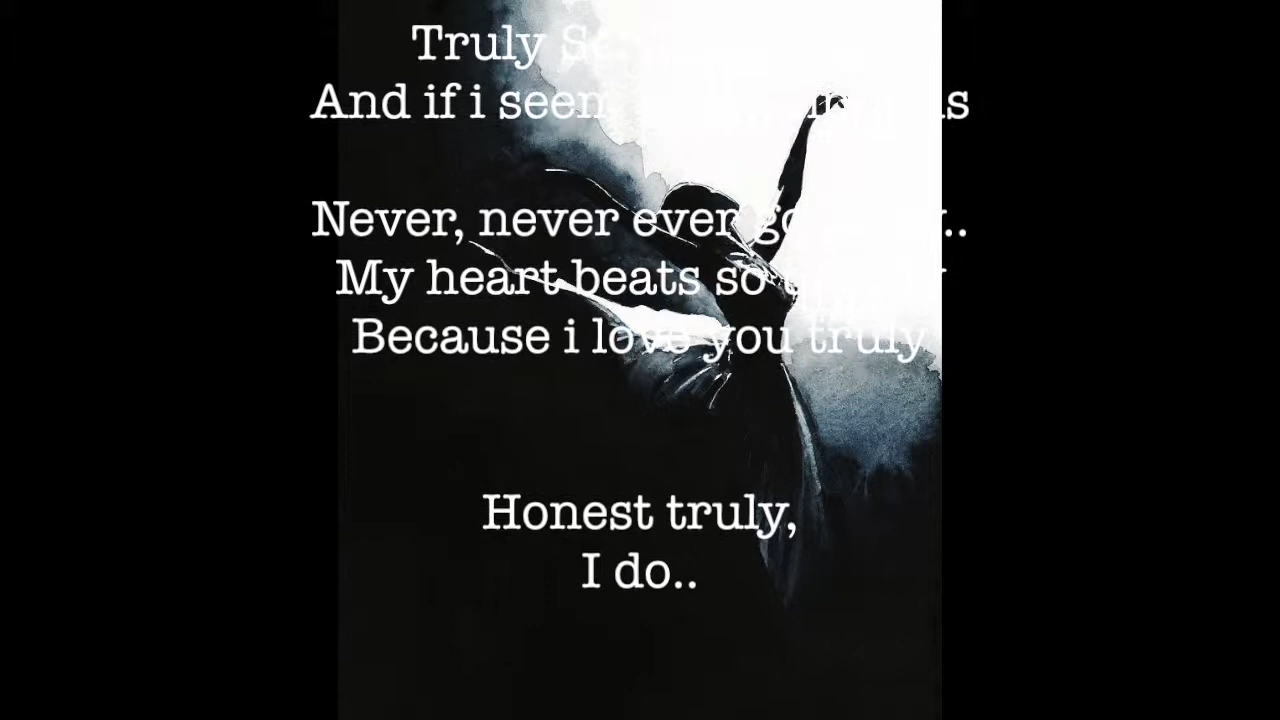 Truly
And if i seem
Never, never ever
My heart beats so
Because i love you truly
Honest truly,
I do..